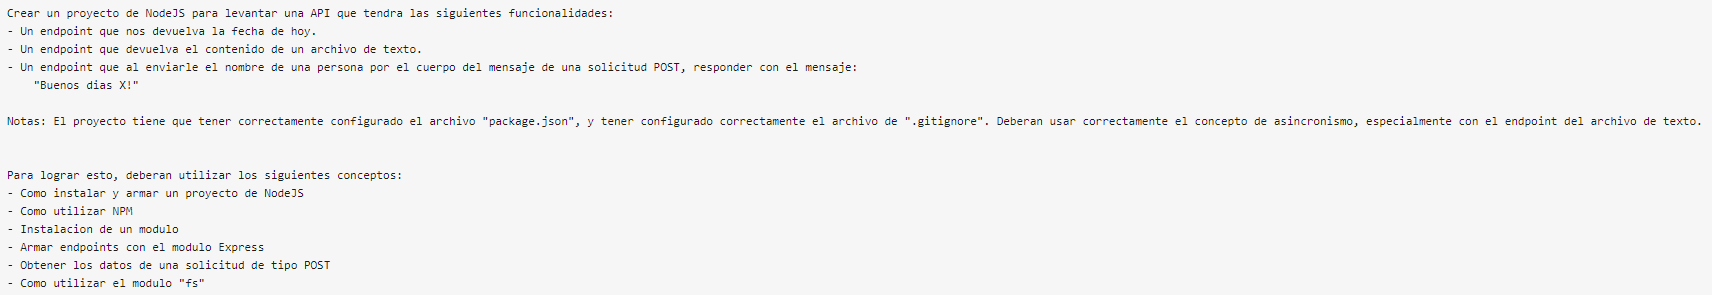 Crear un proyecto de NodeJS para levantar una API que tendra las siguientes funcionalidades:
- Un endpoint que nos devuelva la fecha de hoy.
- Un endpoint que devuelva el contenido de un archivo de texto.
- Un endpoint que al enviarle el nombre de una persona por el cuerpo del mensaje de una solicitud POST, responder con el mensaje:
"Buenos dias X!"
Notas: El proyecto tiene que tener correctamente configurado el archivo "package.json", y tener configurado correctamente el archivo de ".gitignore". Deberan usar correctamente el concepto de asincronismo, especialmente con el endpoint del archivo de texto.
Para lograr esto, deberan utilizar los siguientes conceptos:
- Como instalar y armar un proyecto de NodeJS
- Como utilizar NPM
- Instalacion de un modulo
- Armar endpoints con el modulo Express
- Obtener los datos de una solicitud de tipo POST
- Como utilizar el modulo "fs"